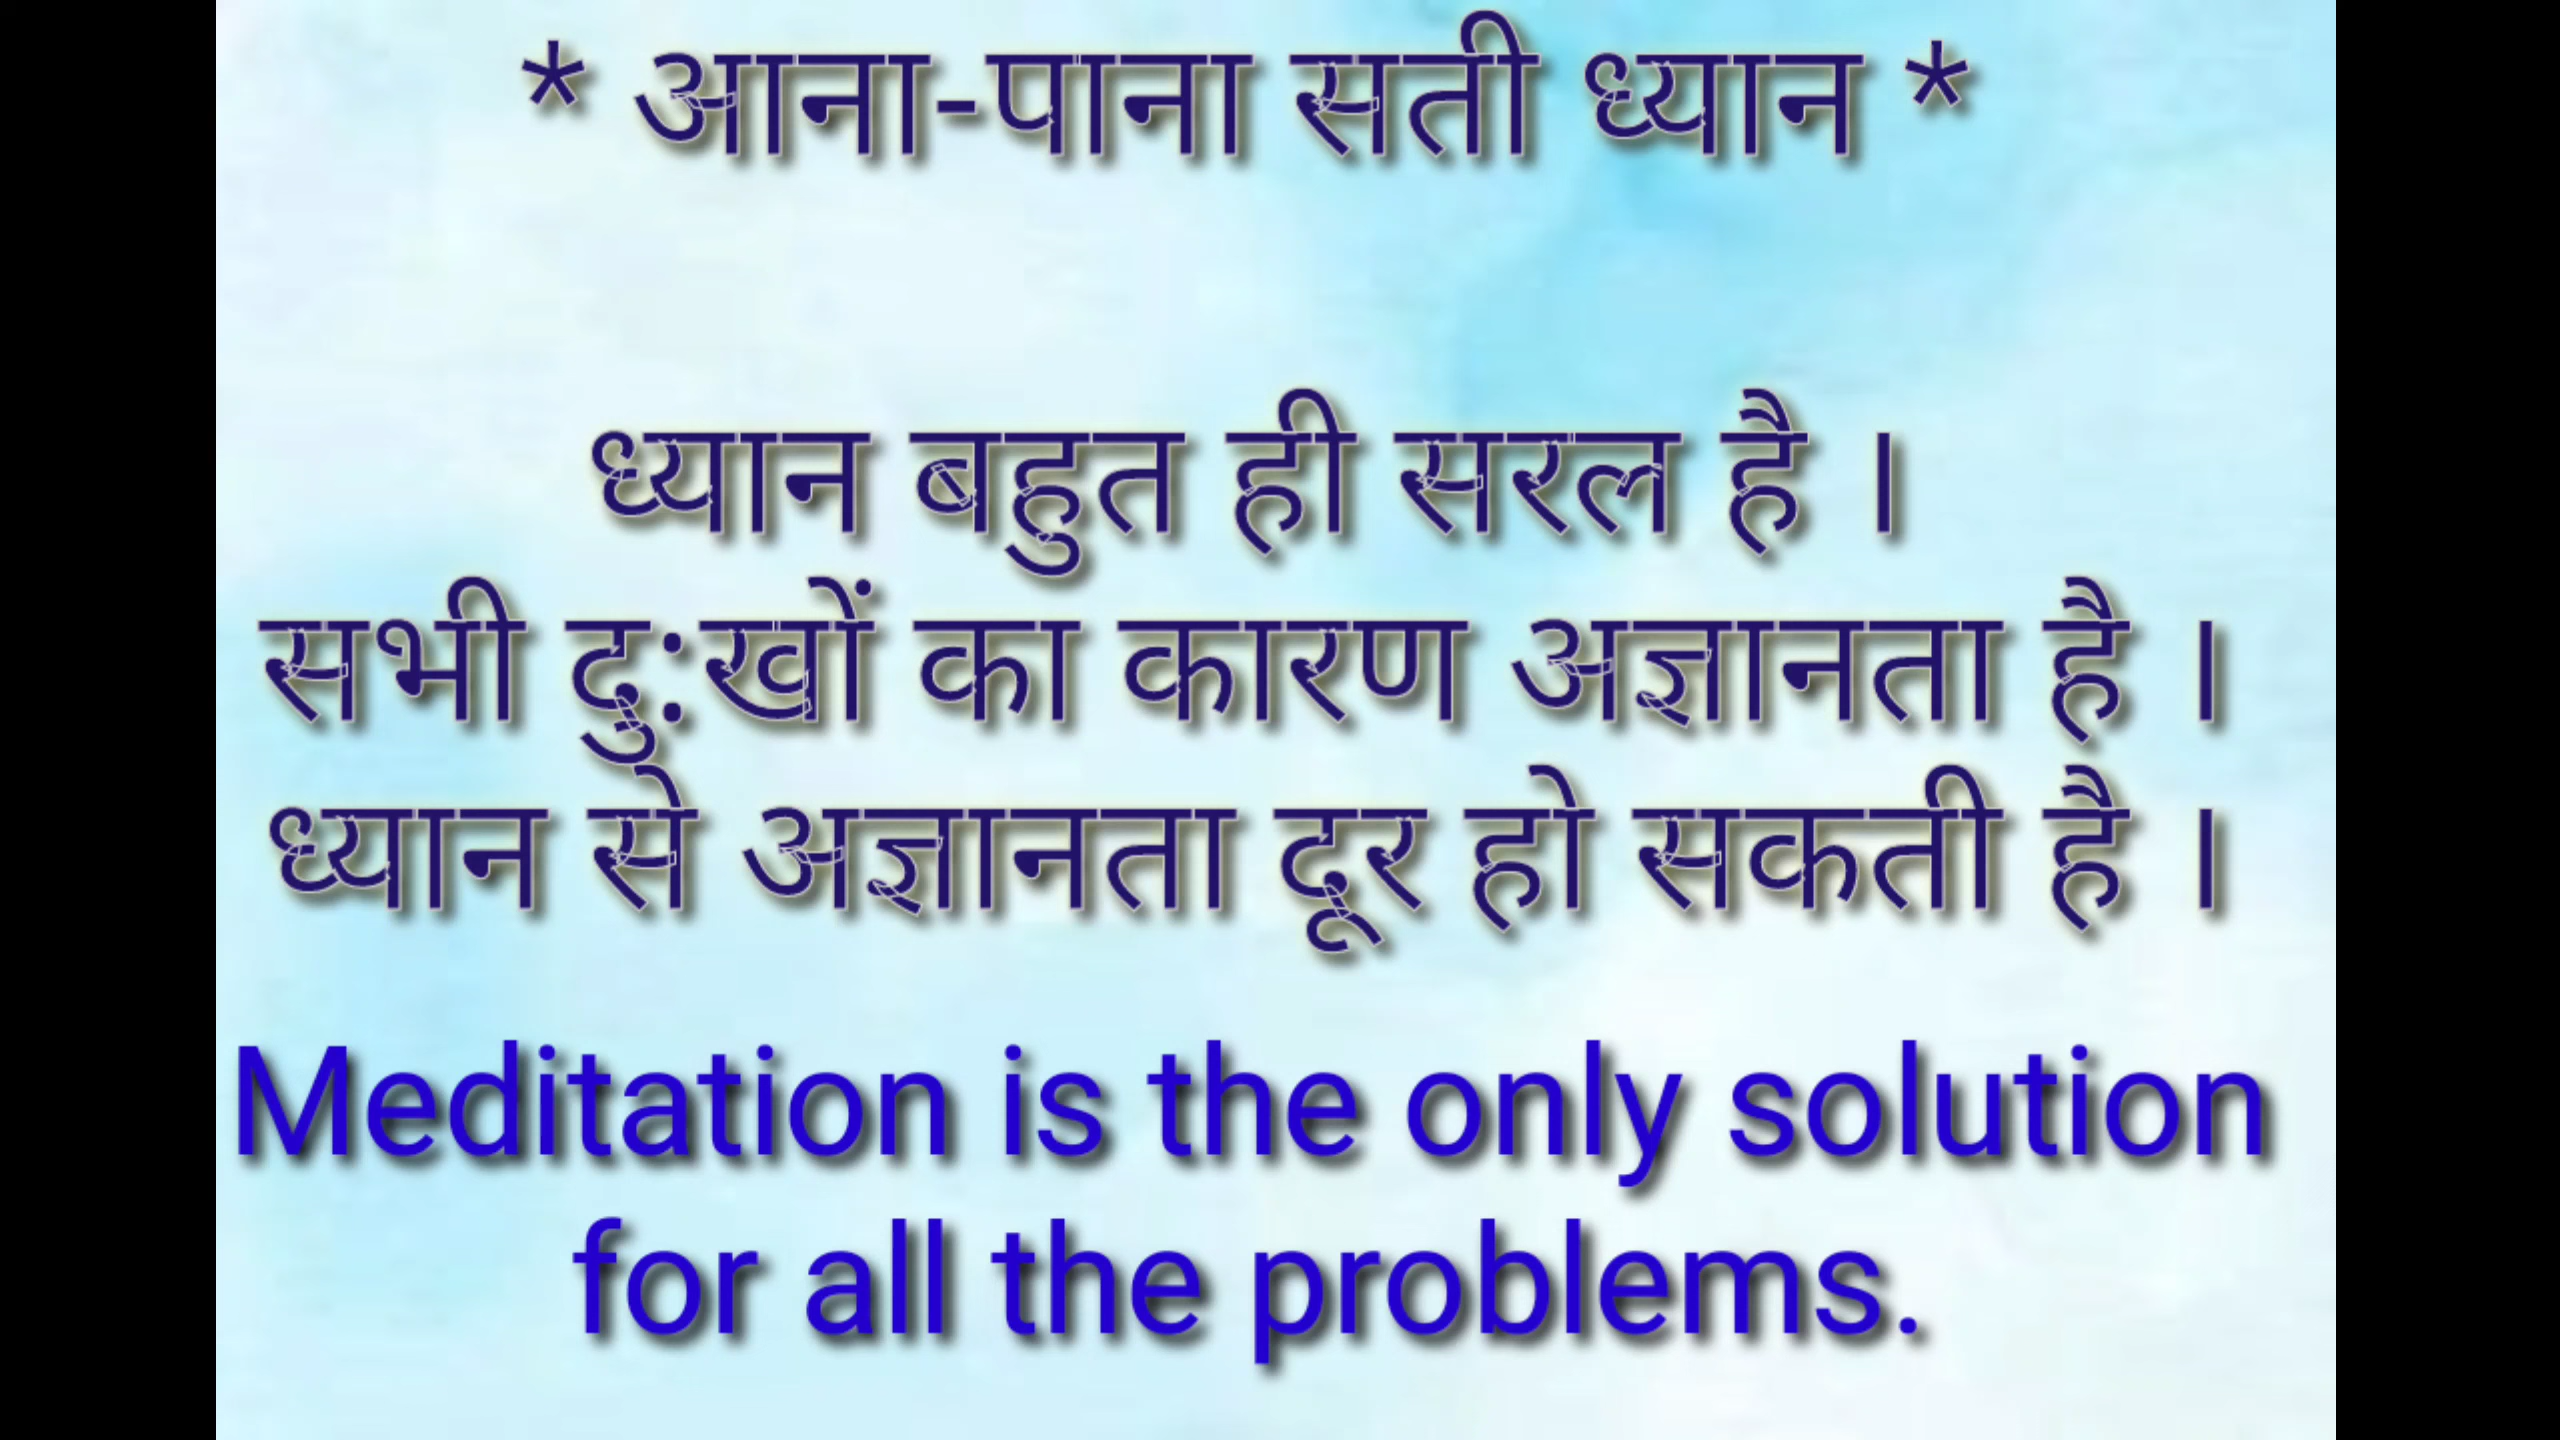 * आना-पाना सती ध्यान *
ध्यान बहुत ही सरल है ।
सभी दु:खों का कारण अज्ञानता है ।
ध्यान से अज्ञानता दूर हो सकती है ।
Meditation is the only solution
for all the problems.